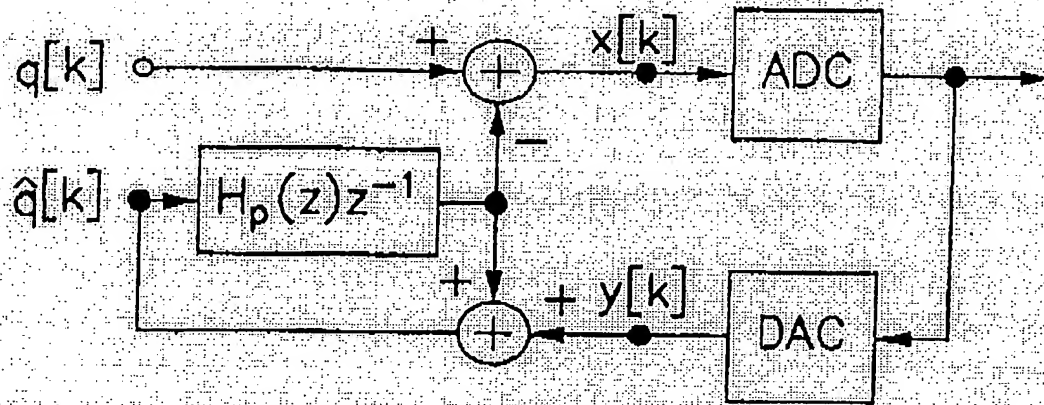 q[k]
+
+
x[k]
ADC
−
q̂[k]
H_p(z)z⁻¹
+
+
+
y[k]
DAC